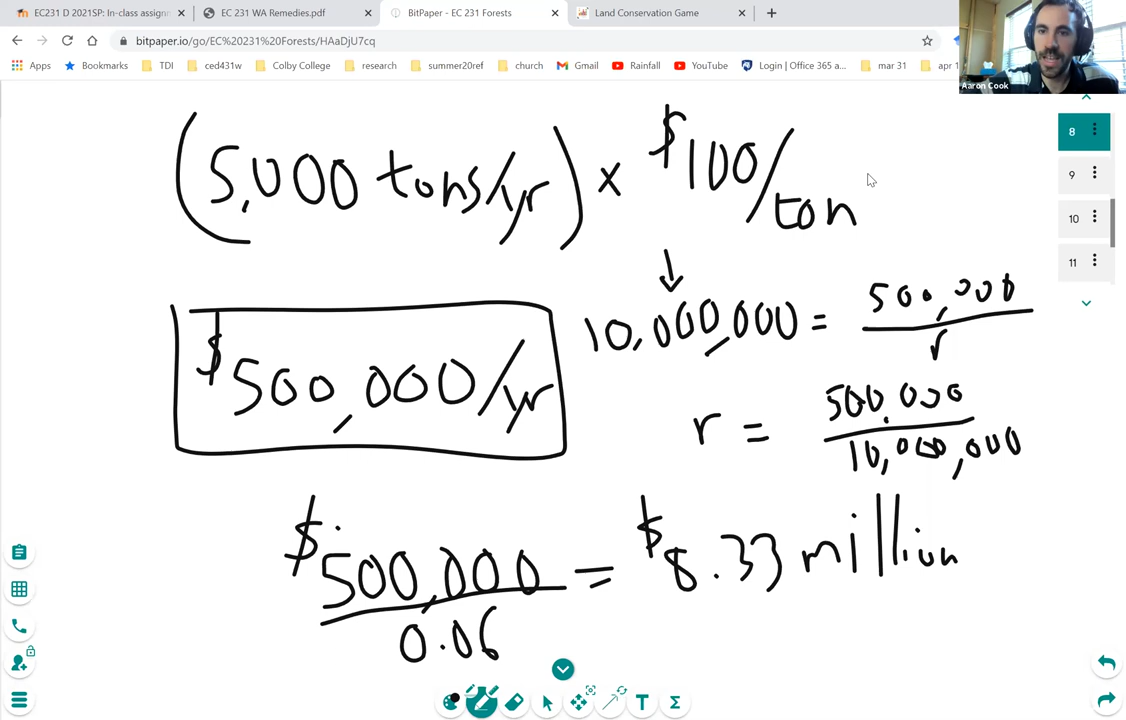 EC231 D 2021SP: In-class assignn
EC 231 WA Remedies.pdf
BitPaper - EC 231 Forests
Land Conservation Game
bitpaper.io/go/EC%20231%20Forests/HAaDjU7cq
Apps
Bookmarks
TDI
ced431w
Colby College
research
summer20ref
church
Gmail
Rainfall
YouTube
Login | Office 365 a...
mar 31
apr 1
Aaron Cook
8
9
10
11
(5,000 tons/yr) x $100/ton
$500,000/yr
10,000,000 = 500,000 / r
r = 500,000 / 10,000,000
$500,000 / 0.06 = $8.33 million
T
Σ